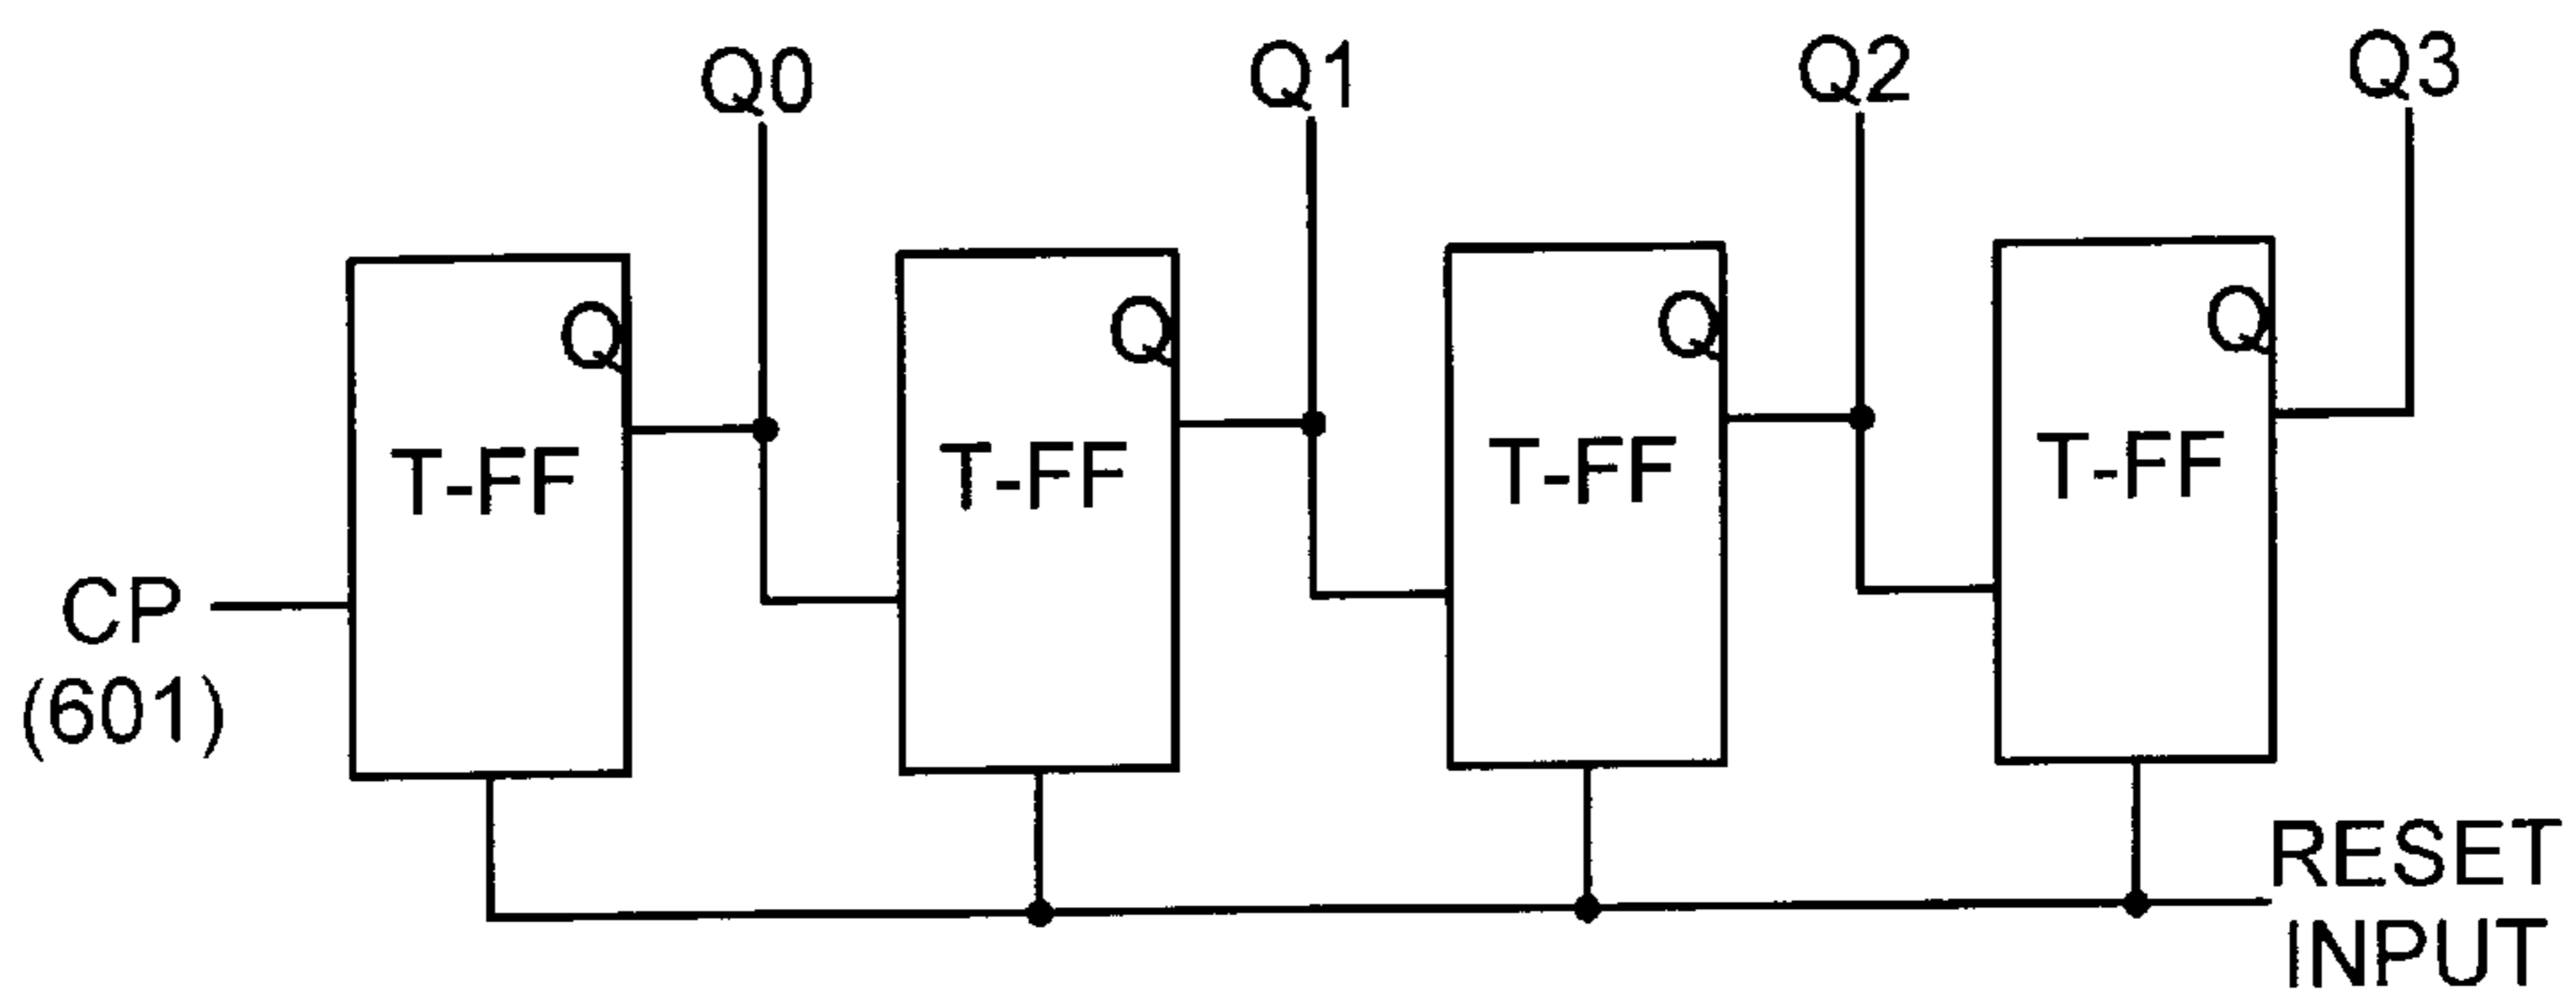 Q0 Q1 Q2 Q3
Q Q Q Q
T-FF T-FF T-FF T-FF
CP
(601)
RESET
INPUT